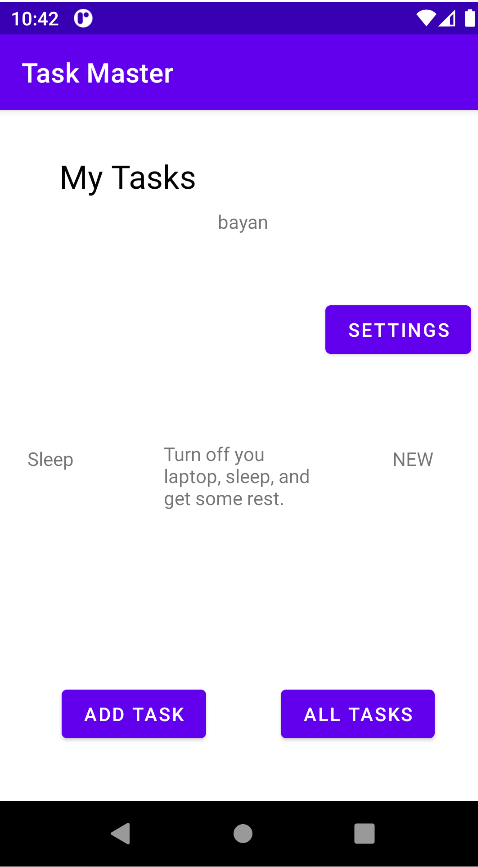 10:42
Task Master
My Tasks
bayan
SETTINGS
Sleep
Turn off you
laptop, sleep, and
get some rest.
NEW
ADD TASK
ALL TASKS